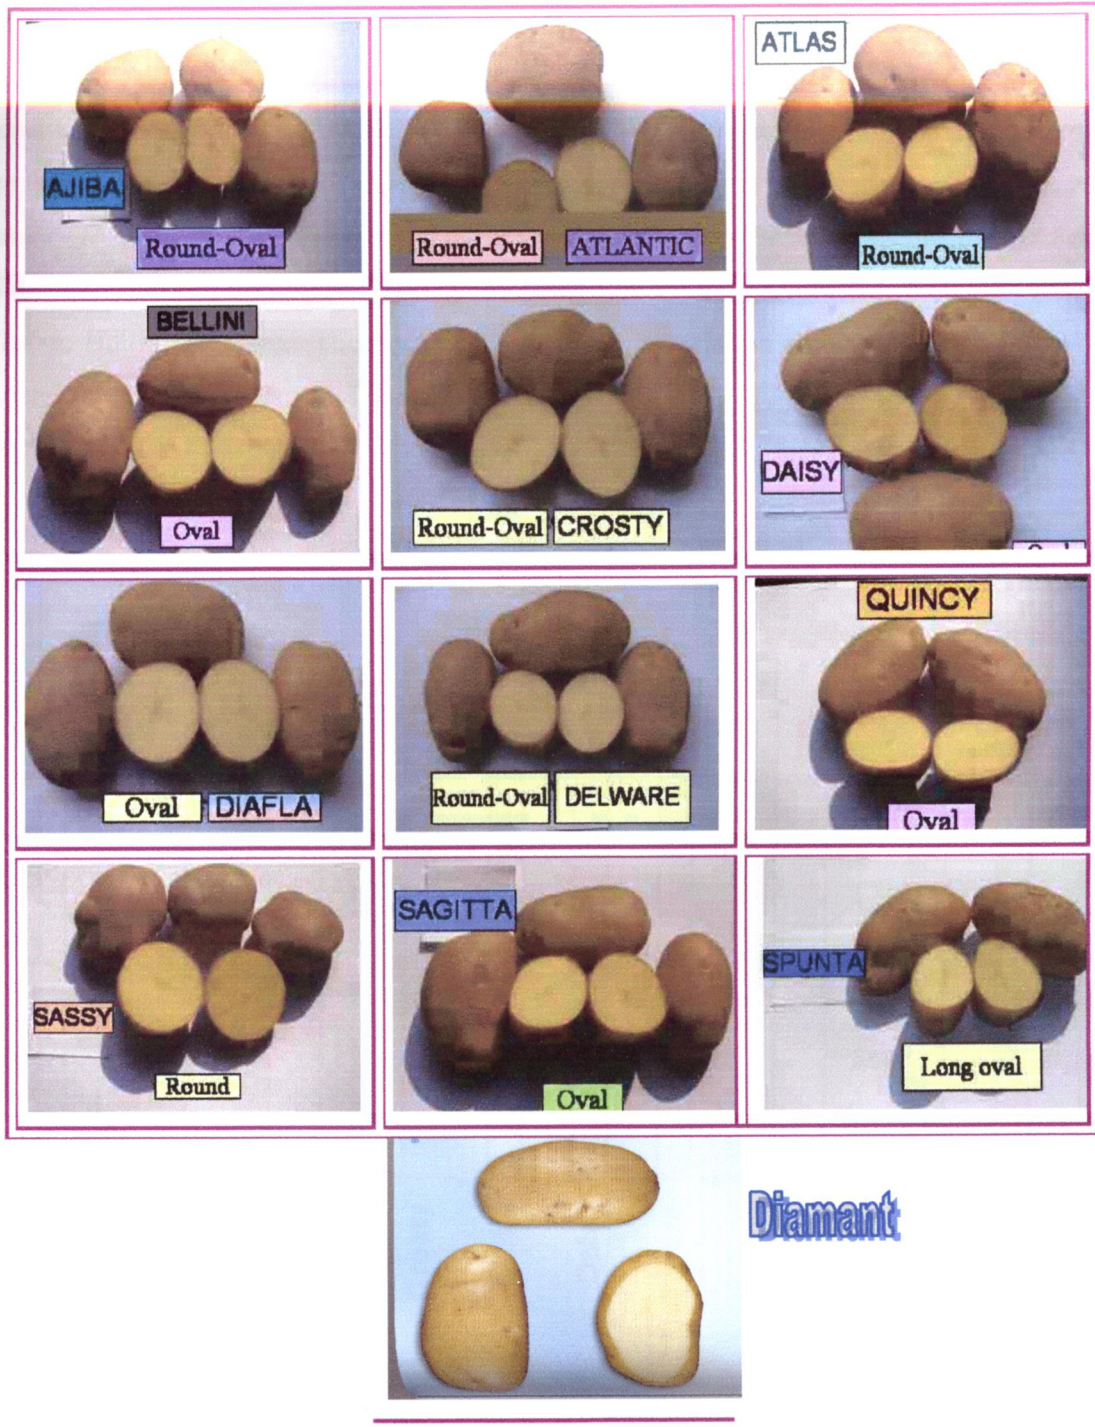 AJIBA
Round-Oval
Round-Oval ATLANTIC
ATLAS
Round-Oval
BELLINI
Oval
Round-Oval CROSTY
DAISY
Oval DIAFLA
Round-Oval DELWARE
QUINCY
Oval
SASSY
Round
SAGITTA
Oval
SPUNTA
Long oval
Diamant